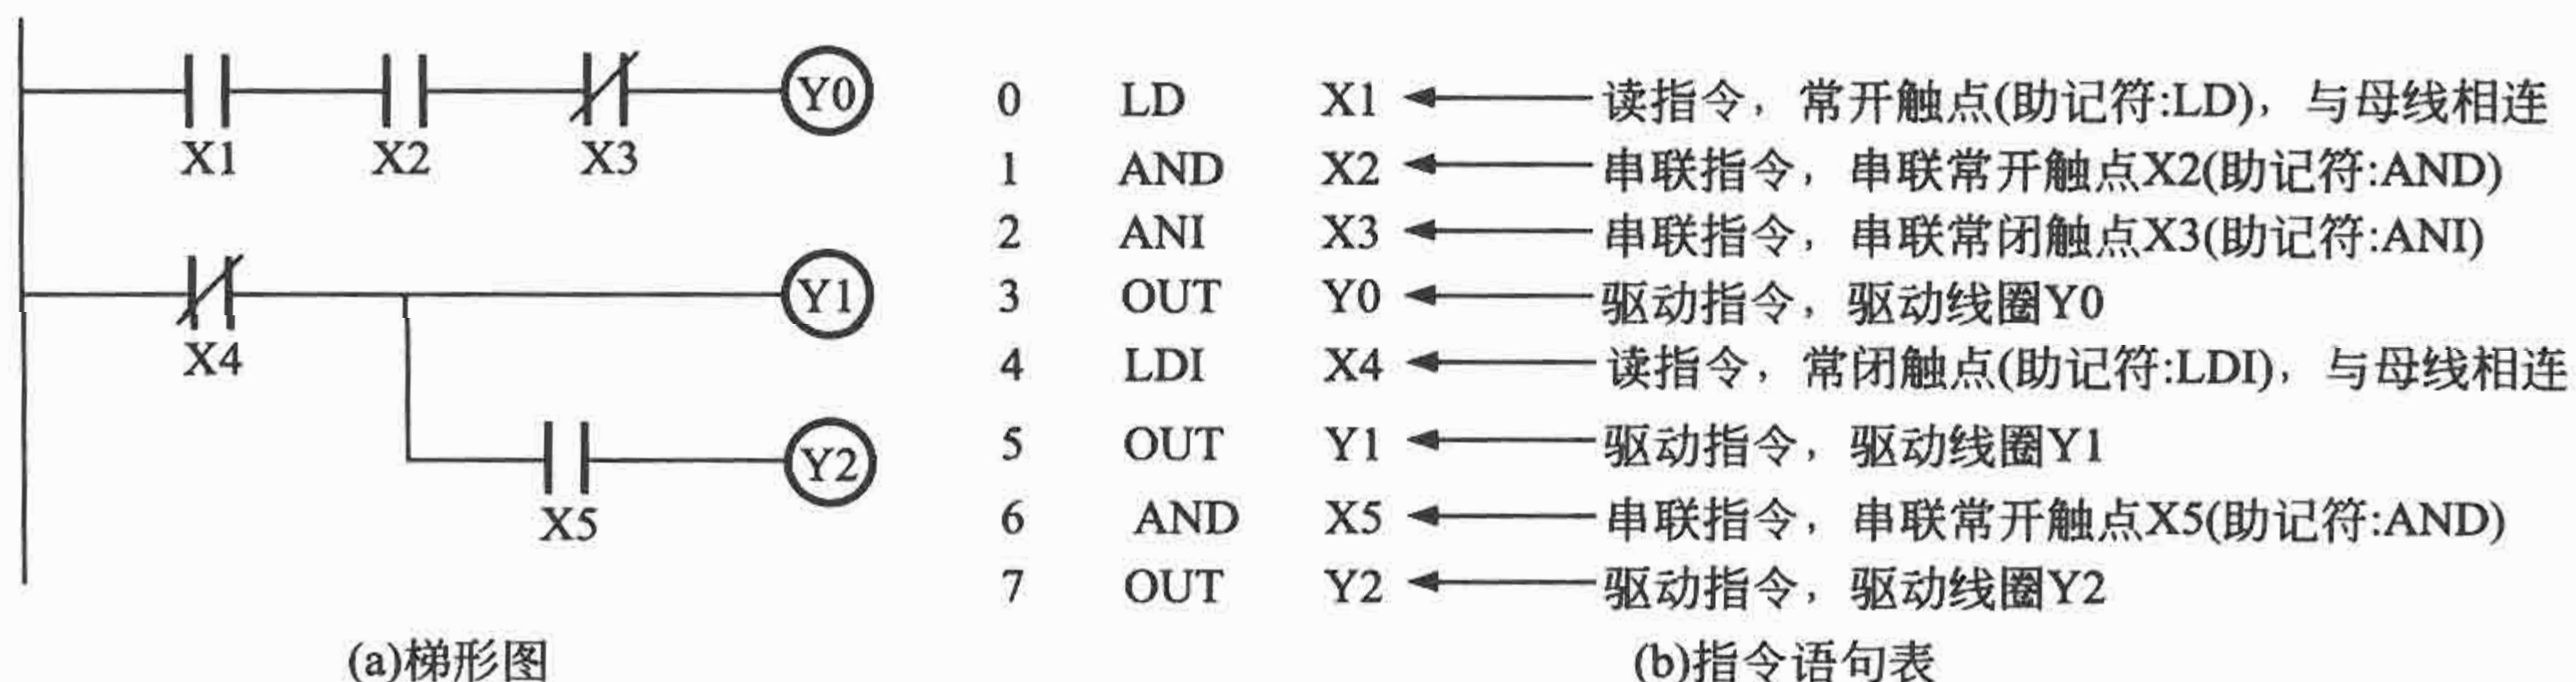 Y0
X1 X2 X3
Y1
X4
Y2
X5
(a)梯形图
0 LD X1 读指令，常开触点(助记符:LD)，与母线相连
1 AND X2 串联指令，串联常开触点X2(助记符:AND)
2 ANI X3 串联指令，串联常闭触点X3(助记符:ANI)
3 OUT Y0 驱动指令，驱动线圈Y0
4 LDI X4 读指令，常闭触点(助记符:LDI)，与母线相连
5 OUT Y1 驱动指令，驱动线圈Y1
6 AND X5 串联指令，串联常开触点X5(助记符:AND)
7 OUT Y2 驱动指令，驱动线圈Y2
(b)指令语句表